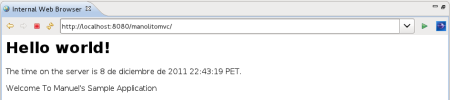 Internal Web Browser
http://localhost:8080/manolitomvc/
Hello world!
The time on the server is 8 de diciembre de 2011 22:43:19 PET.
Welcome To Manuel's Sample Application